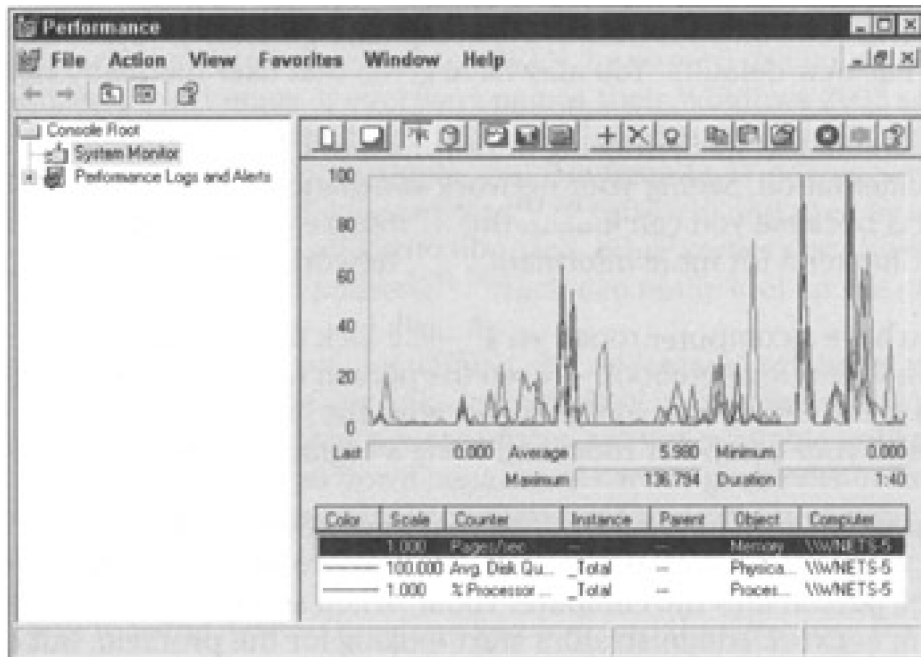 Performance
File Action View Favorites Window Help
Console Root
System Monitor
Performance Logs and Alerts
100
80
60
40
20
0
Last 0.000 Average 5.980 Minimum 0.000
Maximum 136.794 Duration 1:40
Color Scale Counter Instance Parent Object Computer
1.000 Pages/sec -- -- Memory \\WNETS-5
100.000 Avg. Disk Qu... _Total -- Physica... \\WNETS-5
1.000 % Processor ... _Total -- Proces... \\WNETS-5